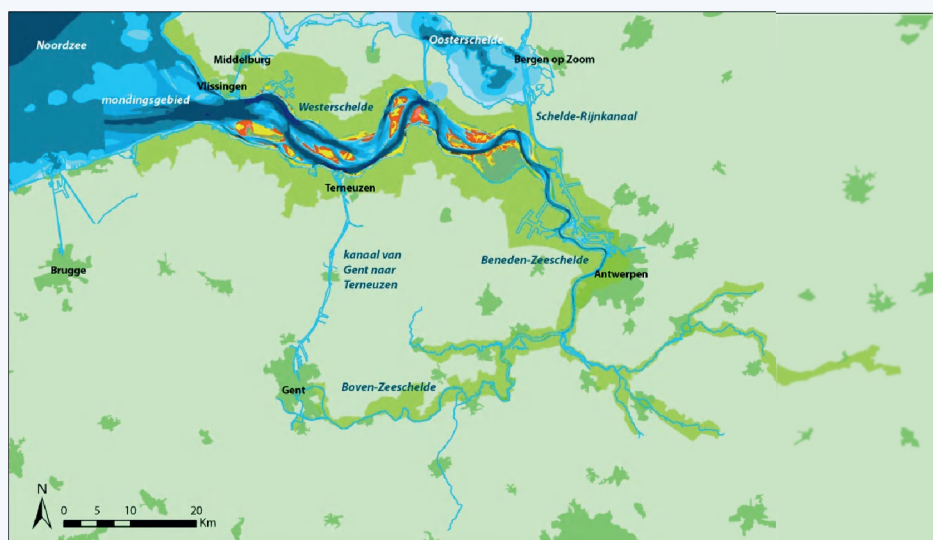 Noordzee
Oosterschelde
Middelburg
Bergen op Zoom
Vlissingen
mondingsgebied
Westerschelde
Schelde-Rijnkanaal
Terneuzen
kanaal van
Gent naar
Terneuzen
Beneden-Zeeschelde
Brugge
Antwerpen
Gent
Boven-Zeeschelde
N
0 5 10 20
Km